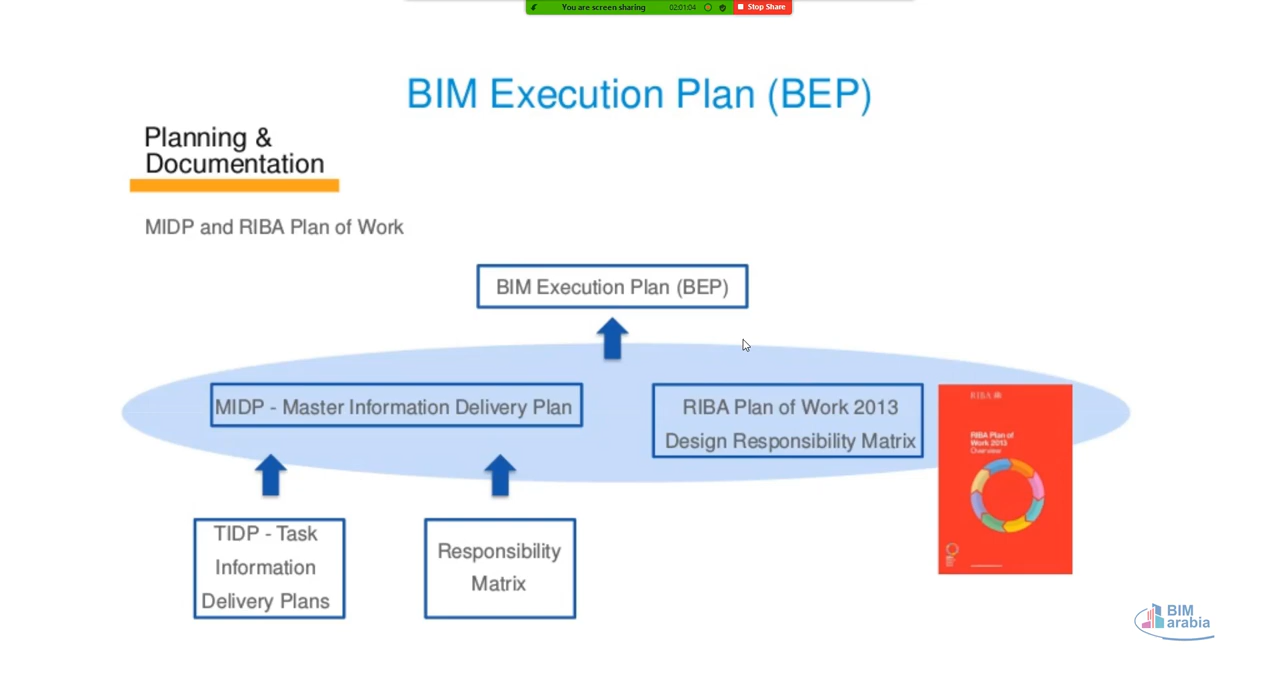 You are screen sharing
02:01:04
Stop Share
BIM Execution Plan (BEP)
Planning &
Documentation
MIDP and RIBA Plan of Work
BIM Execution Plan (BEP)
MIDP - Master Information Delivery Plan
RIBA Plan of Work 2013
Design Responsibility Matrix
RIBA
RIBA Plan of
Work 2013
Overview
TIDP - Task
Information
Delivery Plans
Responsibility
Matrix
BIM
arabia